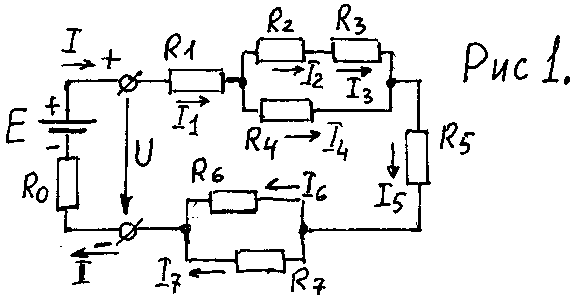 I + R1 R2 R3 Рис 1.
I2 I3
+ E - I1 R4 I4 R5
U R0 R6 I6 I5
- I I7 R7